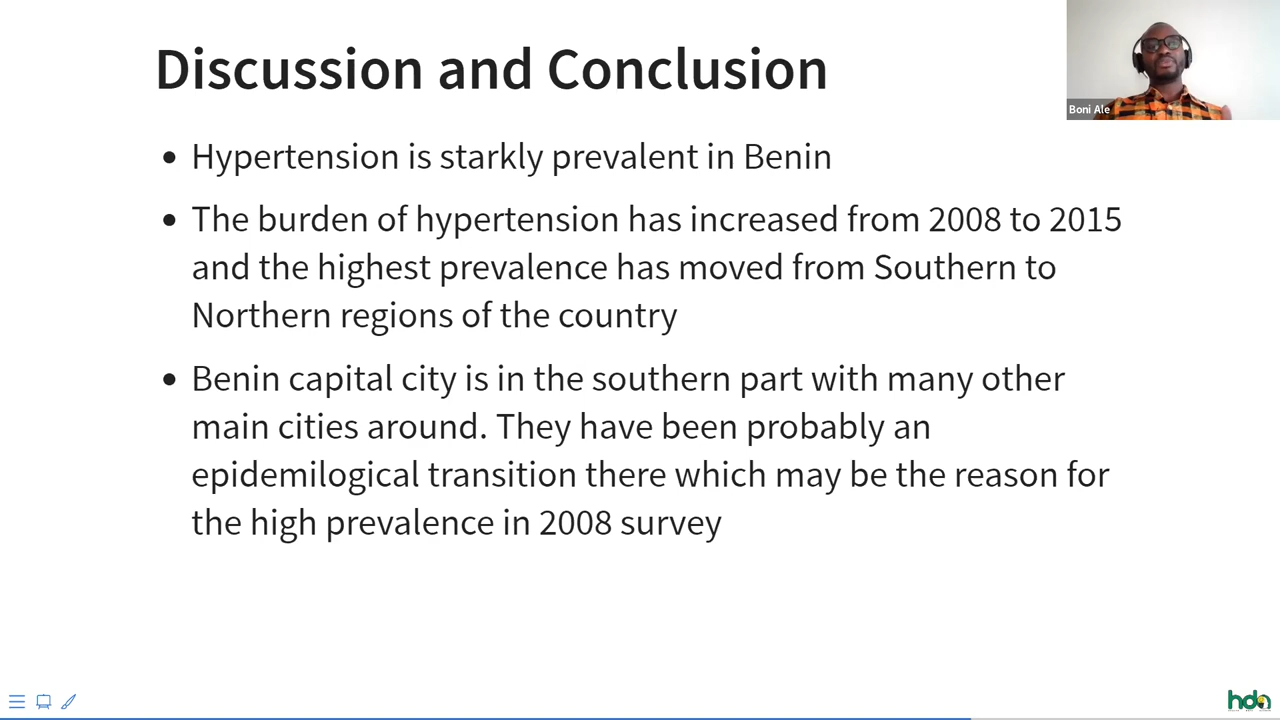 Discussion and Conclusion
Boni Ale
• Hypertension is starkly prevalent in Benin
• The burden of hypertension has increased from 2008 to 2015
and the highest prevalence has moved from Southern to
Northern regions of the country
• Benin capital city is in the southern part with many other
main cities around. They have been probably an
epidemilogical transition there which may be the reason for
the high prevalence in 2008 survey
hda